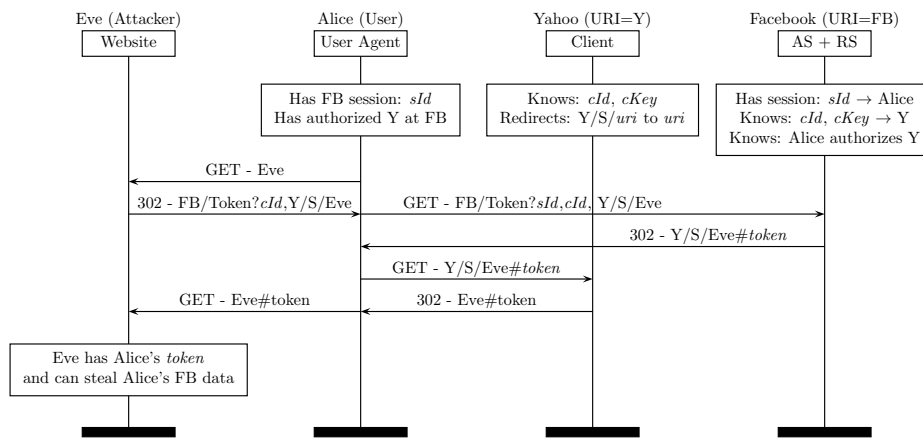 Eve (Attacker)
Alice (User)
Yahoo (URI=Y)
Facebook (URI=FB)
Website
User Agent
Client
AS + RS
Has FB session: sId
Has authorized Y at FB
Knows: cId, cKey
Redirects: Y/S/uri to uri
Has session: sId → Alice
Knows: cId, cKey → Y
Knows: Alice authorizes Y
GET - Eve
302 - FB/Token?cId,Y/S/Eve
GET - FB/Token?sId,cId, Y/S/Eve
302 - Y/S/Eve#token
GET - Y/S/Eve#token
GET - Eve#token
302 - Eve#token
Eve has Alice's token
and can steal Alice's FB data